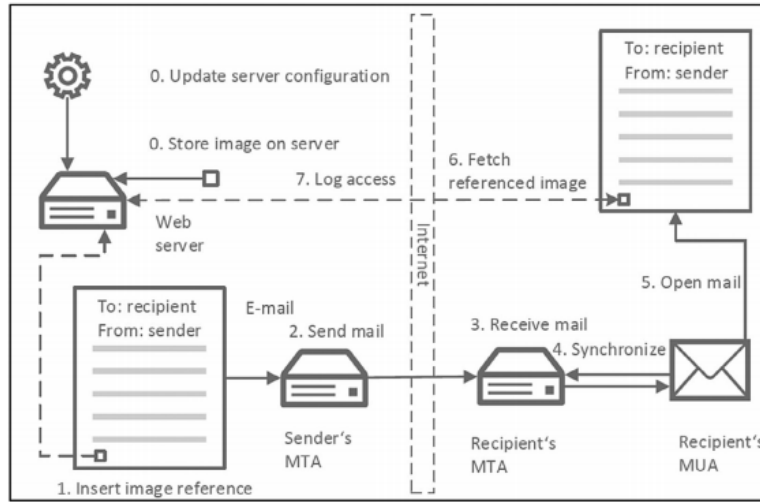 0. Update server configuration
0. Store image on server
7. Log access
Web
server
Internet
To: recipient
From: sender
6. Fetch
referenced image
5. Open mail
To: recipient
From: sender
E-mail
2. Send mail
3. Receive mail
4. Synchronize
Sender's
MTA
Recipient's
MTA
Recipient's
MUA
1. Insert image reference